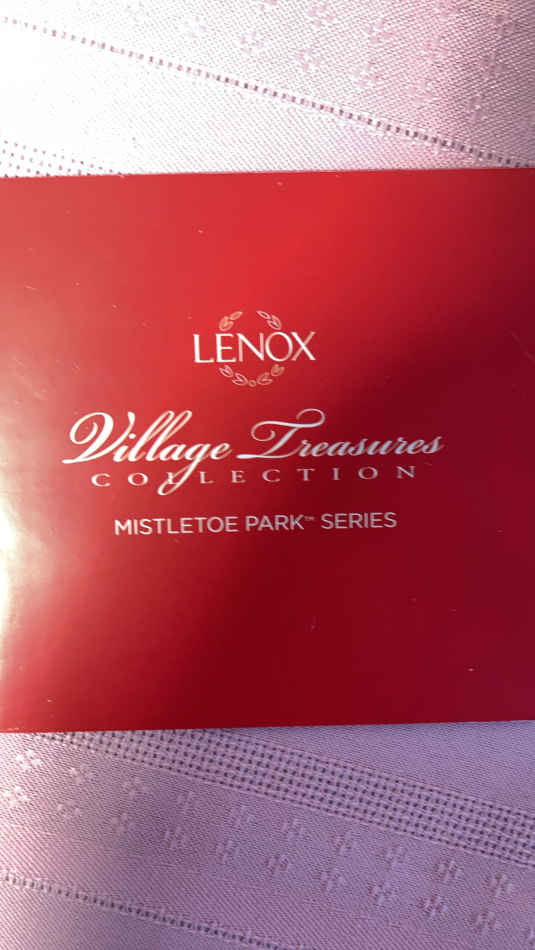 LENOX
Village Treasures
COLLECTION
MISTLETOE PARK™ SERIES